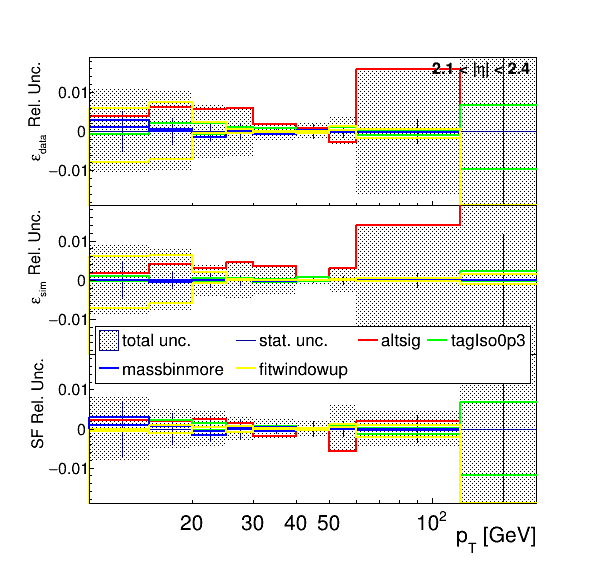 2.1 < |η| < 2.4
ε_data Rel. Unc.
0.01
0
−0.01
ε_sim Rel. Unc.
0.01
0
−0.01
total unc. stat. unc. altsig tagIso0p3
massbinmore fitwindowup
SF Rel. Unc.
0.01
0
−0.01
20 30 40 50 10²
p_T [GeV]